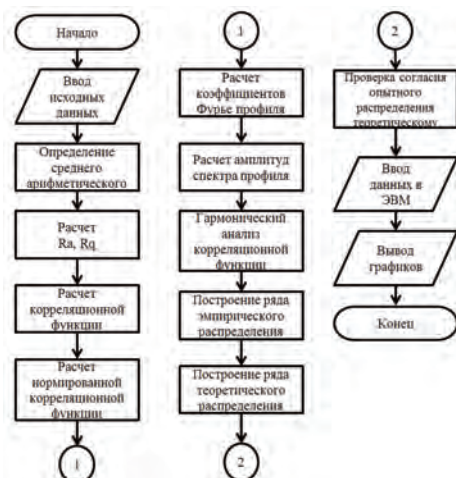 Начало
Ввод
исходных
данных
Определение
среднего
арифметического
Расчет
Ra, Rq
Расчет
корреляционной
функции
Расчет
нормированной
корреляционной
функции
1
1
Расчет
коэффициентов
Фурье профиля
Расчет амплитуд
спектра профиля
Гармонический
анализ
корреляционной
функции
Построение ряда
эмпирического
распределения
Построение ряда
теоретического
распределения
2
2
Проверка согласия
опытного
распределения
теоретическому
Ввод
данных в
ЭВМ
Вывод
графиков
Конец